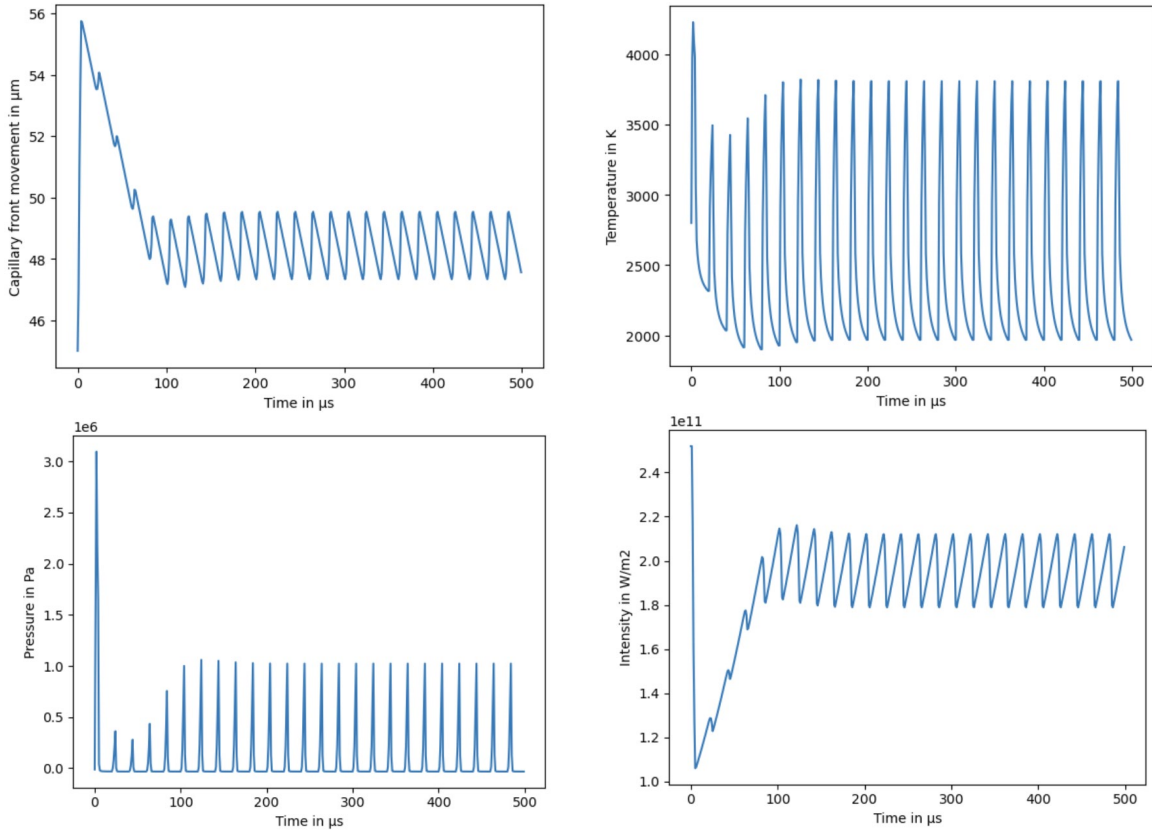 56
54
52
50
48
46
Capillary front movement in μm
0 100 200 300 400 500
Time in μs
4000
3500
3000
2500
2000
Temperature in K
0 100 200 300 400 500
Time in μs
1e6
3.0
2.5
2.0
1.5
1.0
0.5
0.0
Pressure in Pa
0 100 200 300 400 500
Time in μs
1e11
2.4
2.2
2.0
1.8
1.6
1.4
1.2
1.0
Intensity in W/m2
0 100 200 300 400 500
Time in μs